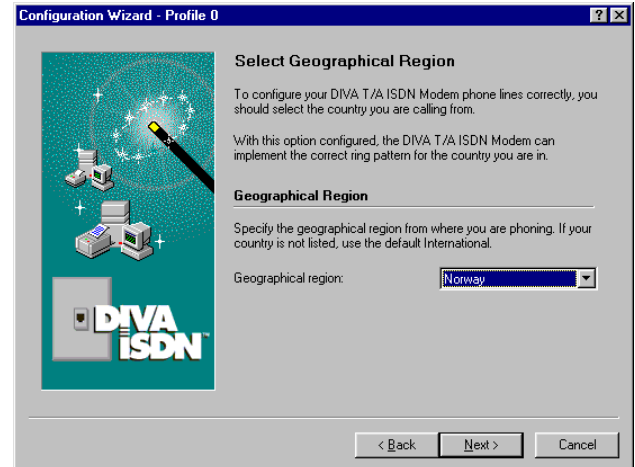 Configuration Wizard - Profile 0
Select Geographical Region
To configure your DIVA T/A ISDN Modem phone lines correctly, you
should select the country you are calling from.
With this option configured, the DIVA T/A ISDN Modem can
implement the correct ring pattern for the country you are in.
Geographical Region
Specify the geographical region from where you are phoning. If your
country is not listed, use the default International.
Geographical region: Norway
DIVA
ISDN™
< Back Next > Cancel